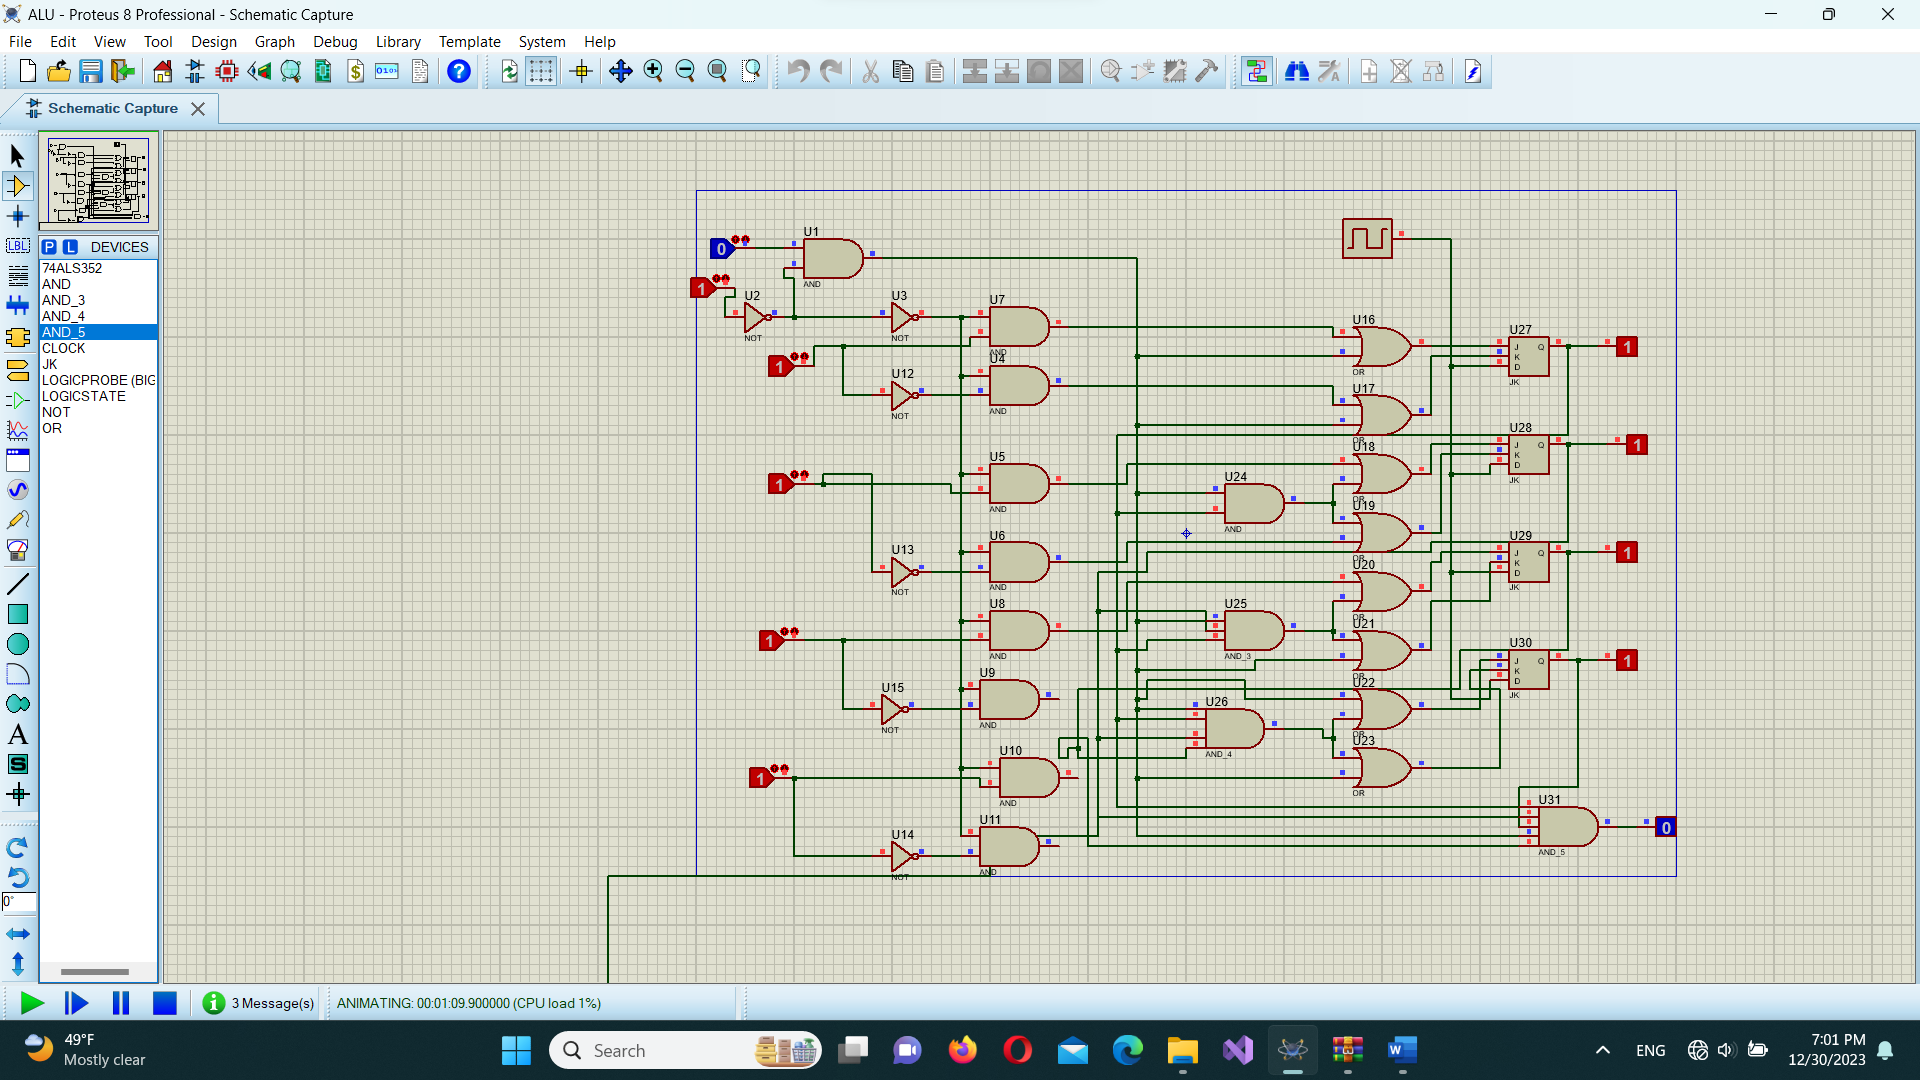 ALU - Proteus 8 Professional - Schematic Capture
File Edit View Tool Design Graph Debug Library Template System Help
Schematic Capture
P L DEVICES
74ALS352
AND
AND_3
AND_4
AND_5
CLOCK
JK
LOGICPROBE (BIG
LOGICSTATE
NOT
OR
LBL
A
S
0°
U1
0
AND
1
U2
NOT
U3
NOT
U7
AND
1
U4
AND
U12
NOT
U16
OR
U27
J
K
D
Q
JK
1
U17
OR
U5
AND
1
U24
AND
U18
OR
U28
J
K
D
Q
JK
1
U19
OR
U6
AND
U13
NOT
U29
J
K
D
Q
JK
1
U20
U8
AND
U25
AND_3
U21
OR
1
U30
J
K
D
Q
JK
1
U9
AND
U15
NOT
U22
OR
U26
AND_4
U23
OR
U10
AND
1
U11
AND
U14
NOT
U31
AND_5
0
3 Message(s)
ANIMATING: 00:01:09.900000 (CPU load 1%)
49°F
Mostly clear
Search
ENG
7:01 PM
12/30/2023